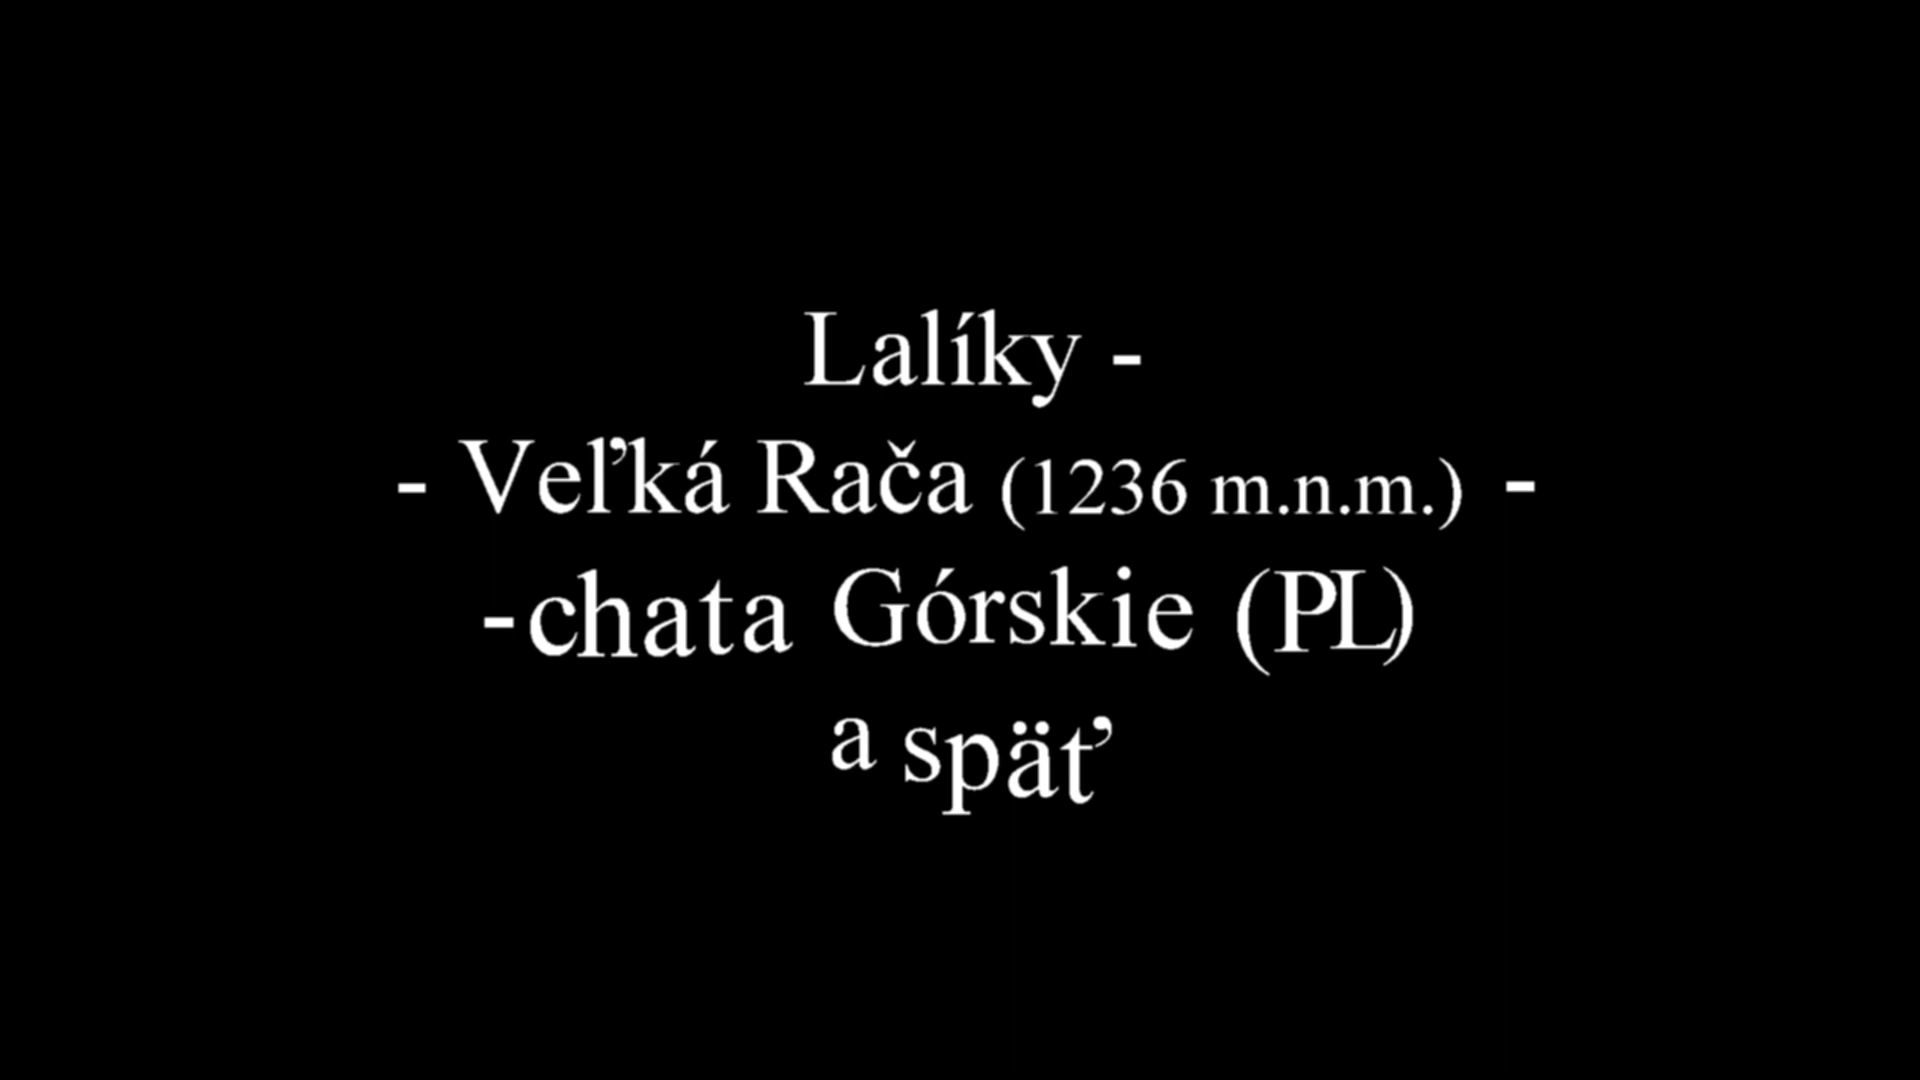 Lalíky -
- Veľká Rača (1236 m.n.m.) -
-chata Górskie (PL)
a späť